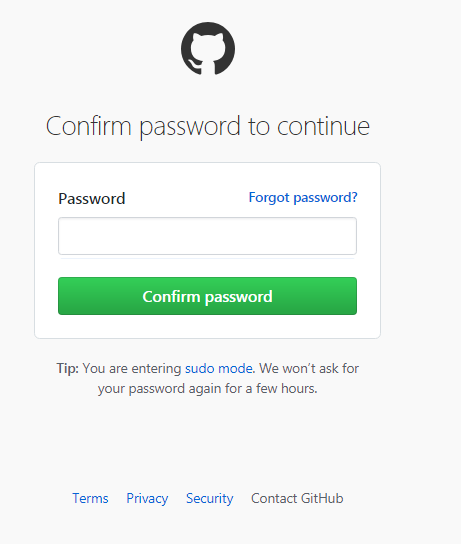 Confirm password to continue
Password Forgot password?
Confirm password
Tip: You are entering sudo mode. We won’t ask for
your password again for a few hours.
Terms Privacy Security Contact GitHub